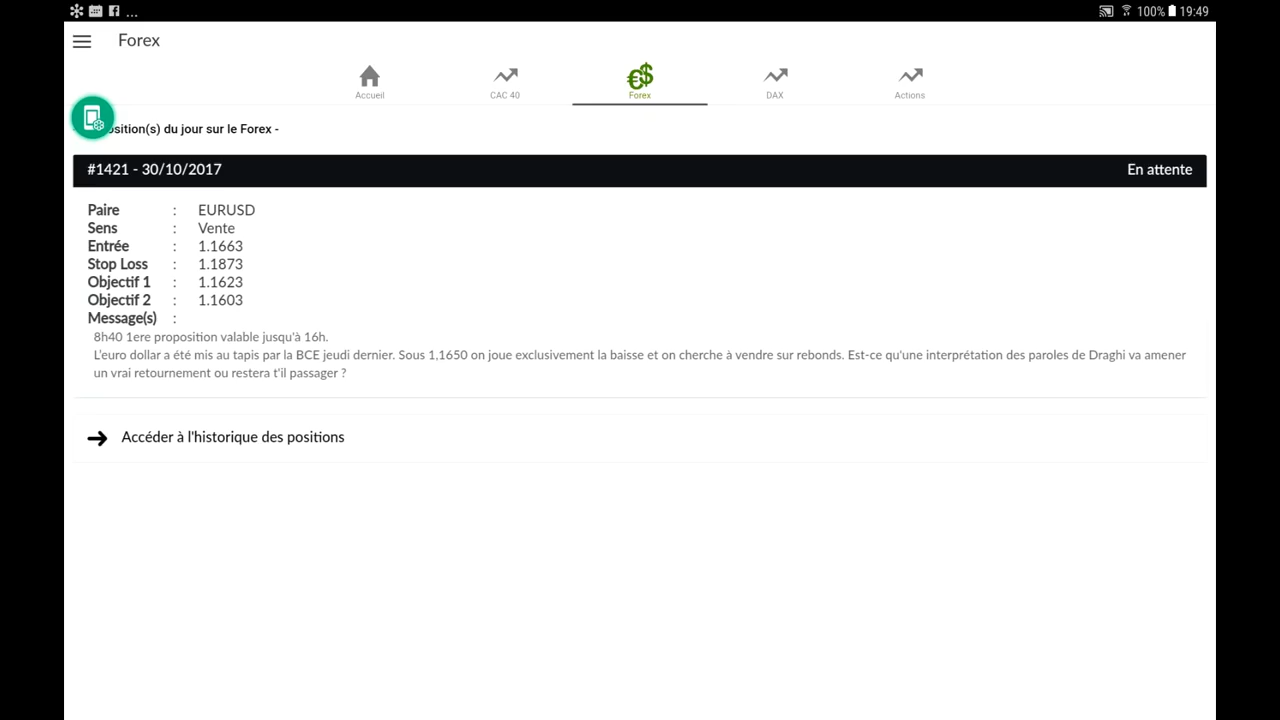 ... 100% 19:49
Forex
Accueil CAC 40 Forex DAX Actions
sition(s) du jour sur le Forex -
#1421 - 30/10/2017 En attente
Paire : EURUSD
Sens : Vente
Entrée : 1.1663
Stop Loss : 1.1873
Objectif 1 : 1.1623
Objectif 2 : 1.1603
Message(s) :
8h40 1ere proposition valable jusqu'à 16h.
L'euro dollar a été mis au tapis par la BCE jeudi dernier. Sous 1,1650 on joue exclusivement la baisse et on cherche à vendre sur rebonds. Est-ce qu'une interprétation des paroles de Draghi va amener
un vrai retournement ou restera t'il passager ?
Accéder à l'historique des positions